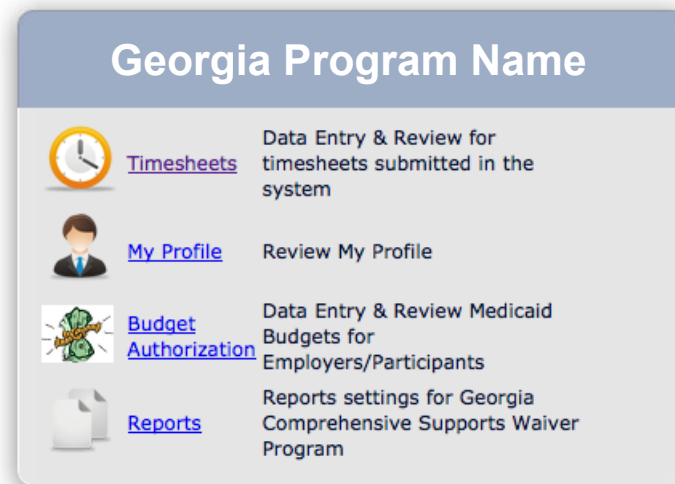 Georgia Program Name
Timesheets
Data Entry & Review for
timesheets submitted in the
system
My Profile
Review My Profile
Budget
Authorization
Data Entry & Review Medicaid
Budgets for
Employers/Participants
Reports
Reports settings for Georgia
Comprehensive Supports Waiver
Program